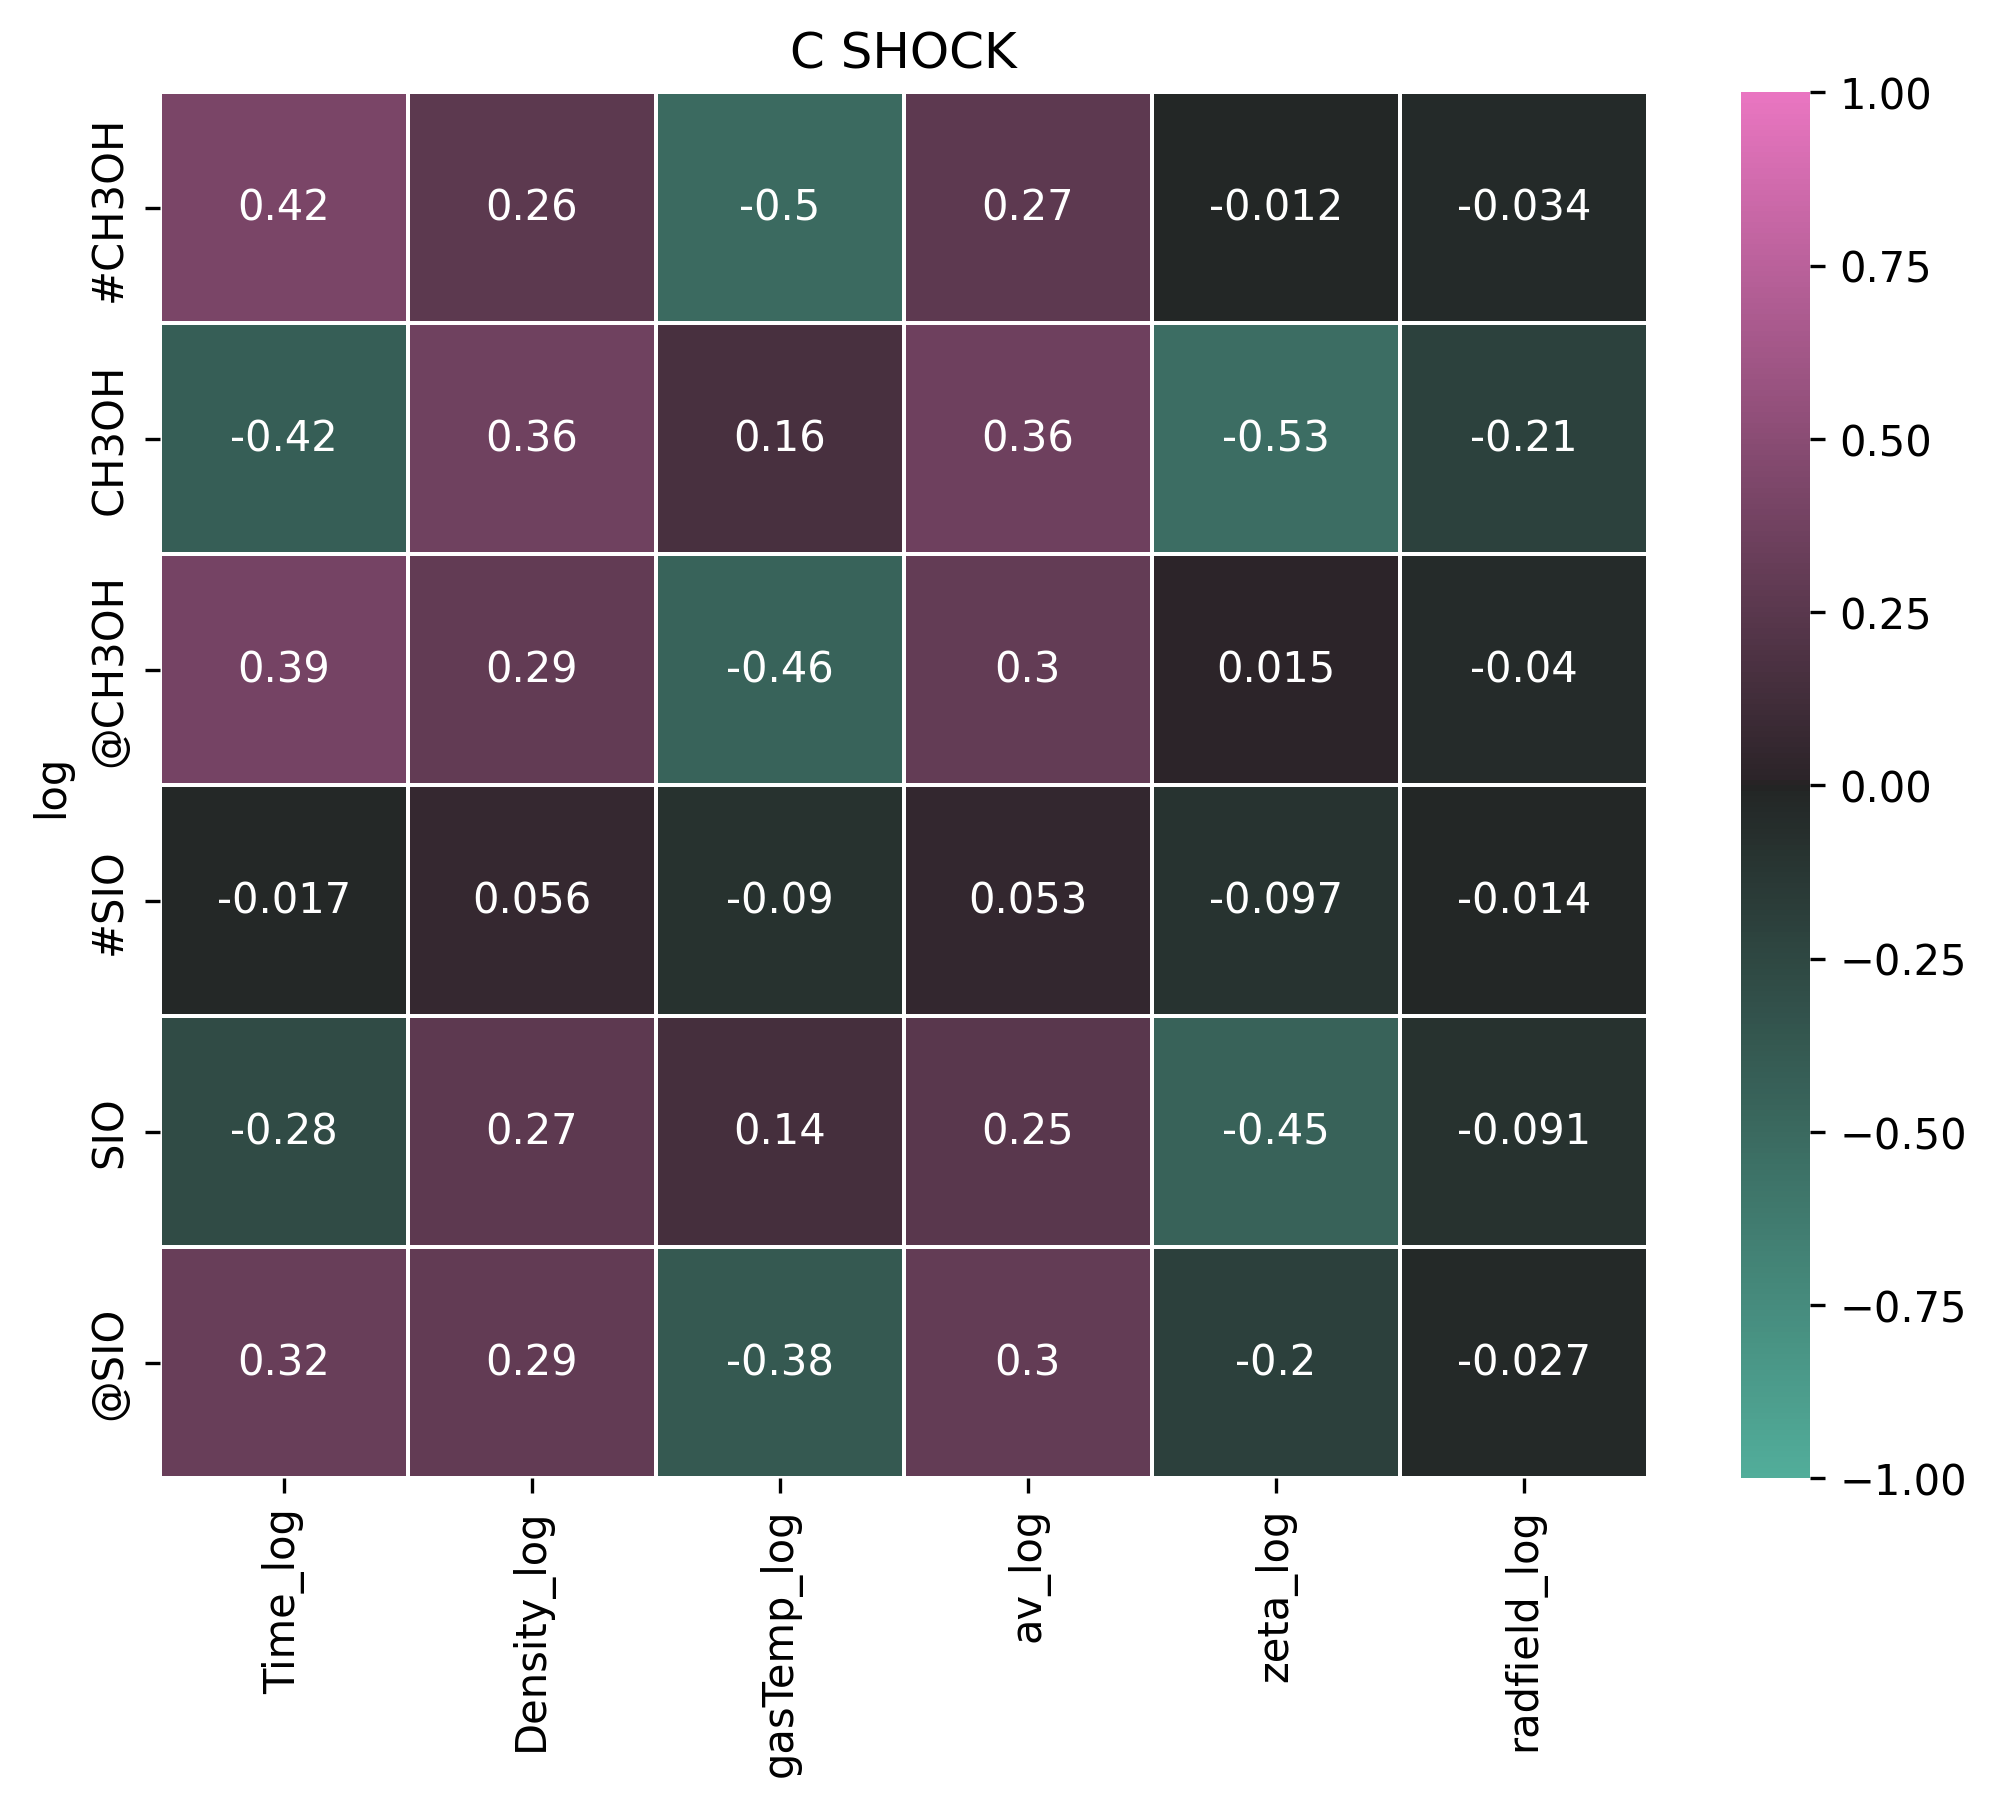 C SHOCK
#CH3OH 0.42 0.26 -0.5 0.27 -0.012 -0.034
CH3OH -0.42 0.36 0.16 0.36 -0.53 -0.21
@CH3OH 0.39 0.29 -0.46 0.3 0.015 -0.04
log
#SIO -0.017 0.056 -0.09 0.053 -0.097 -0.014
SIO -0.28 0.27 0.14 0.25 -0.45 -0.091
@SIO 0.32 0.29 -0.38 0.3 -0.2 -0.027
Time_log Density_log gasTemp_log av_log zeta_log radfield_log
1.00
0.75
0.50
0.25
0.00
−0.25
−0.50
−0.75
−1.00